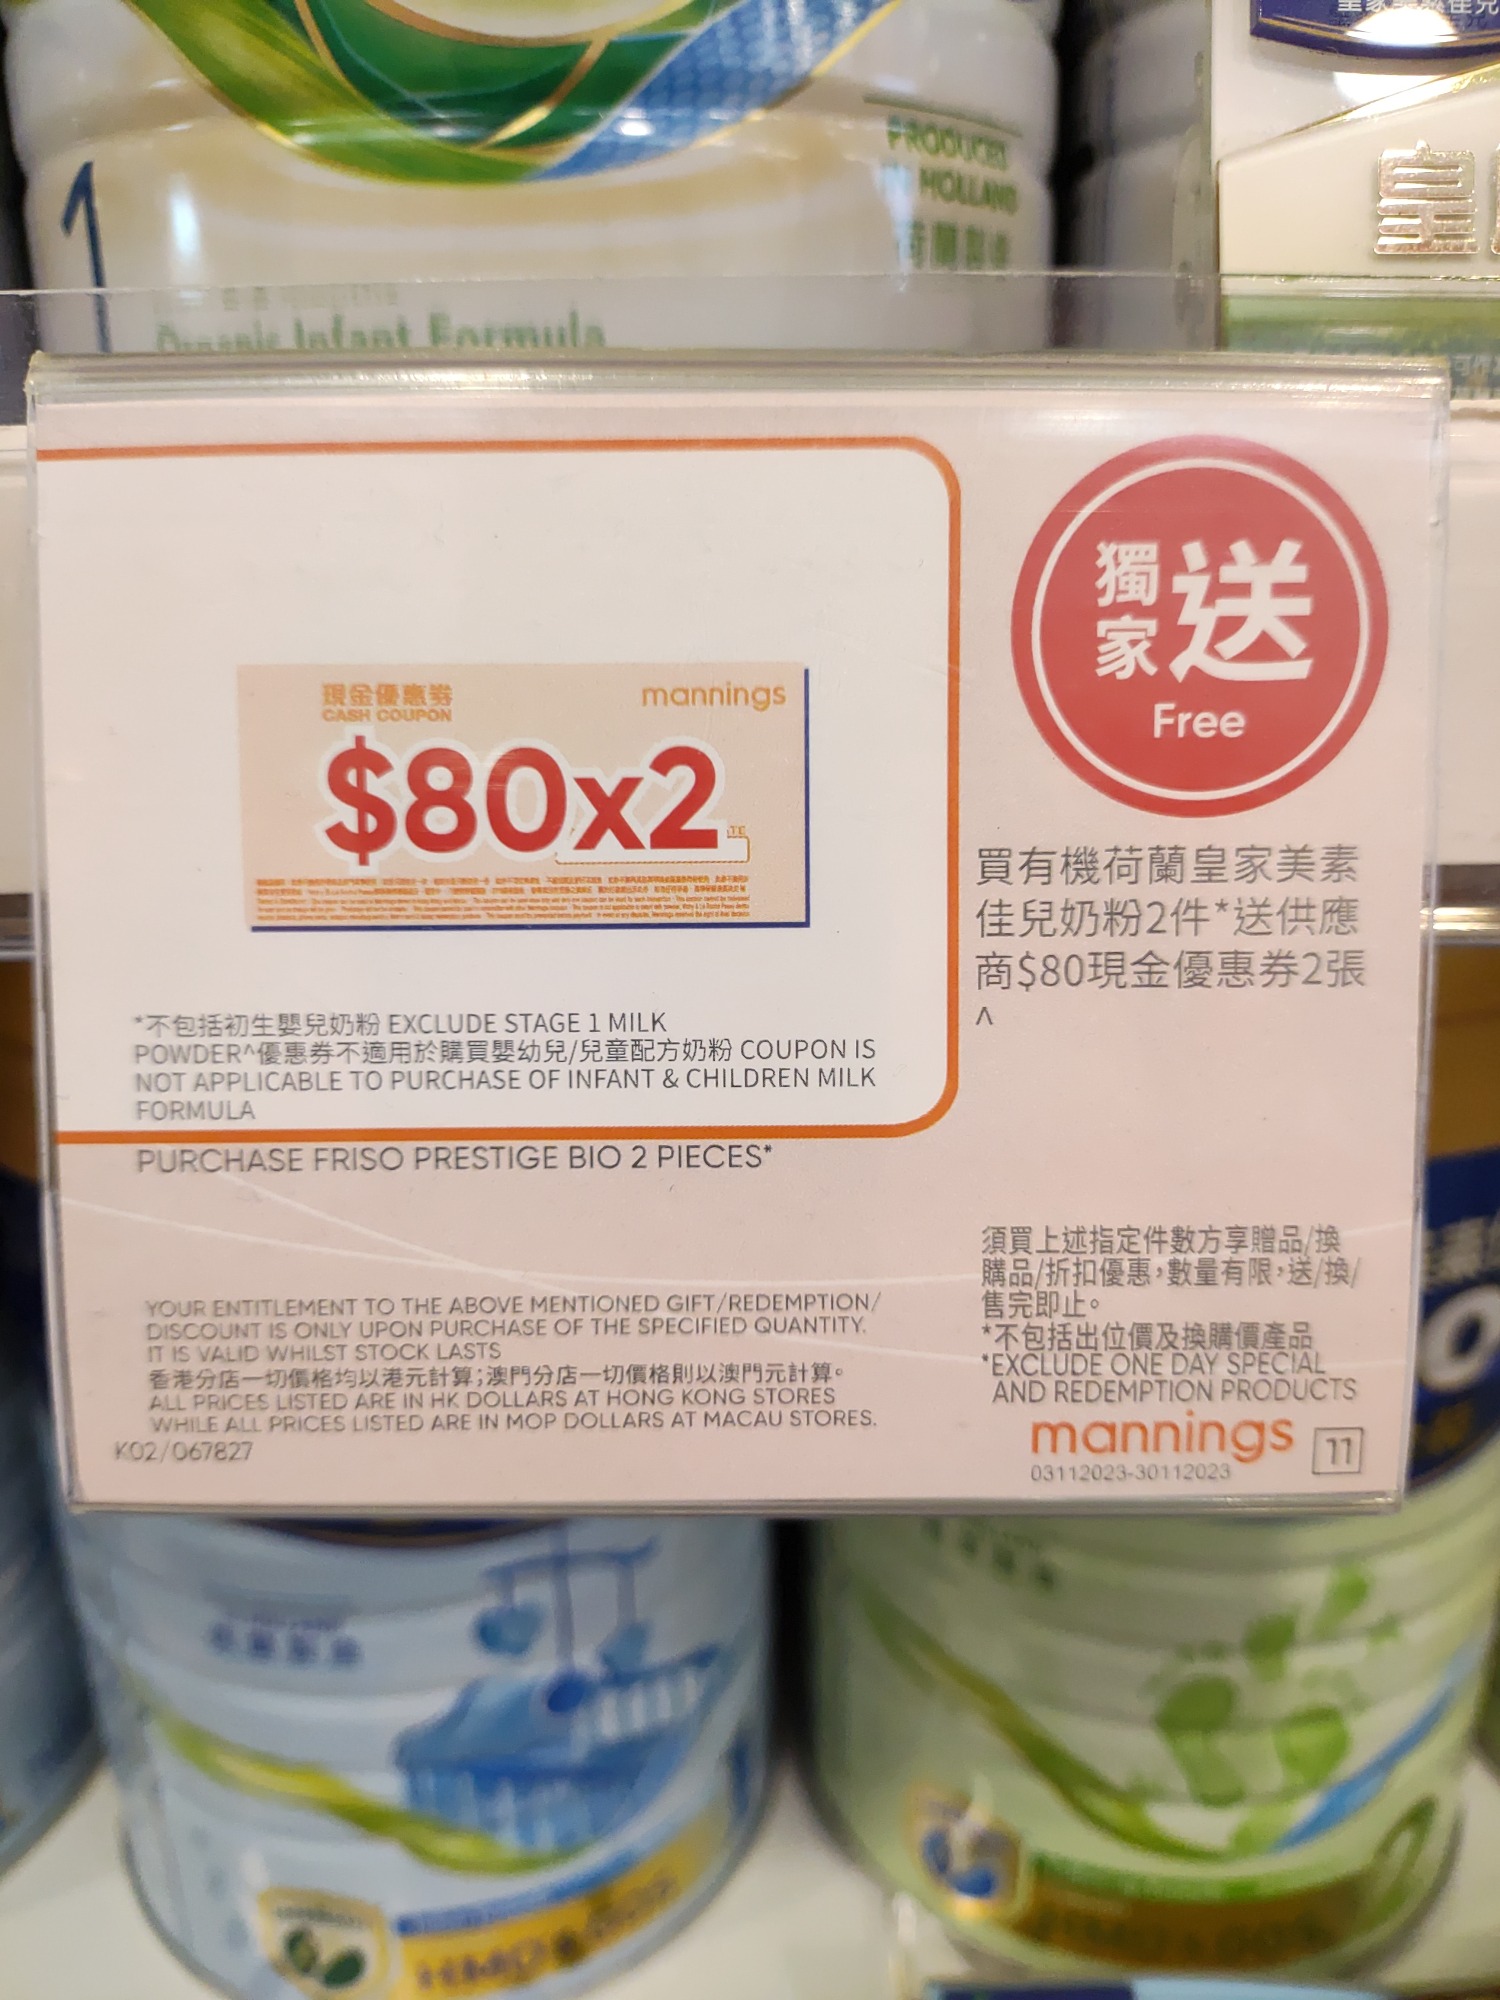 皇
1
PRODUCED
HOLLAND
Organic Infant Formula
獨家
送
Free
現金優惠券
CASH COUPON
mannings
$80x2
買有機荷蘭皇家美素
佳兒奶粉2件*送供應
商$80現金優惠券2張
^
*不包括初生嬰兒奶粉 EXCLUDE STAGE 1 MILK
POWDER^優惠券不適用於購買嬰幼兒/兒童配方奶粉 COUPON IS
NOT APPLICABLE TO PURCHASE OF INFANT & CHILDREN MILK
FORMULA
PURCHASE FRISO PRESTIGE BIO 2 PIECES*
YOUR ENTITLEMENT TO THE ABOVE MENTIONED GIFT/REDEMPTION/
DISCOUNT IS ONLY UPON PURCHASE OF THE SPECIFIED QUANTITY.
IT IS VALID WHILST STOCK LASTS
香港分店一切價格均以港元計算;澳門分店一切價格則以澳門元計算。
ALL PRICES LISTED ARE IN HK DOLLARS AT HONG KONG STORES
WHILE ALL PRICES LISTED ARE IN MOP DOLLARS AT MACAU STORES.
K02/067827
須買上述指定件數方享贈品/換
購品/折扣優惠,數量有限,送/換/
售完即止。
*不包括出位價及換購價產品
*EXCLUDE ONE DAY SPECIAL
AND REDEMPTION PRODUCTS
mannings
11
03112023-30112023